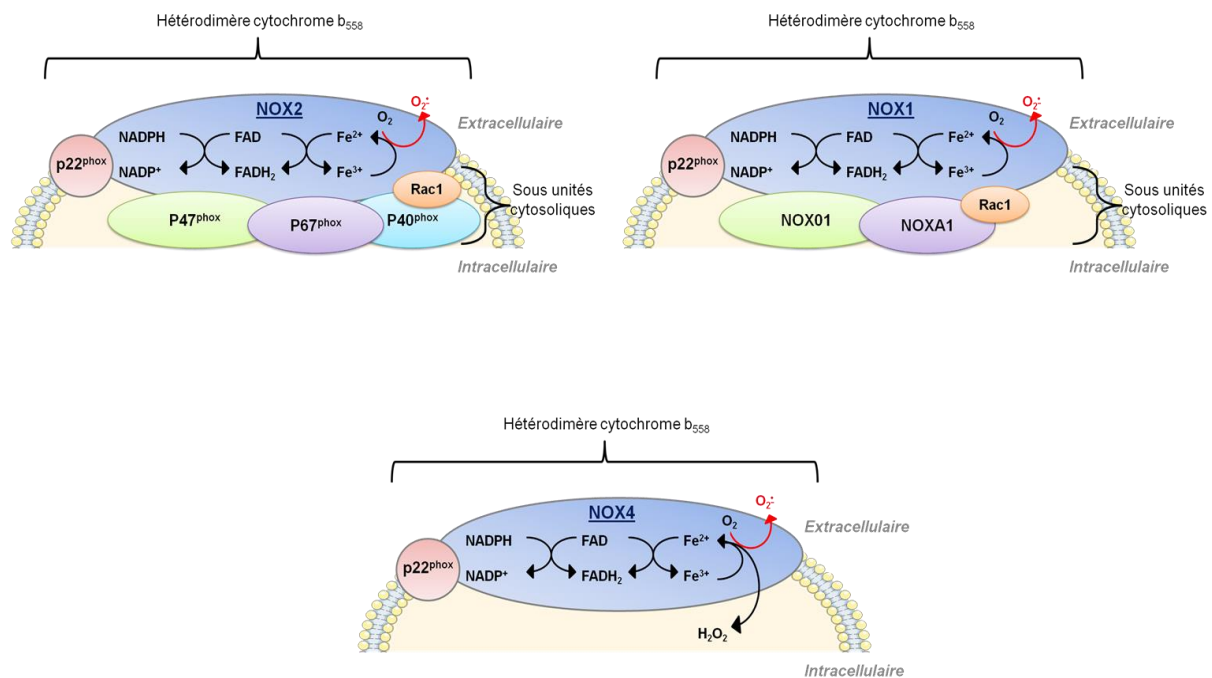 Hétérodimère cytochrome b₅₅₈
NOX2
O₂
O₂⁻̇
Extracellulaire
NADPH
FAD
Fe²⁺
p22ᵖʰᵒˣ
NADP⁺
FADH₂
Fe³⁺
Rac1
P47ᵖʰᵒˣ
P67ᵖʰᵒˣ
P40ᵖʰᵒˣ
Sous unités
cytosoliques
Intracellulaire
Hétérodimère cytochrome b₅₅₈
NOX1
O₂
O₂⁻̇
Extracellulaire
NADPH
FAD
Fe²⁺
p22ᵖʰᵒˣ
NADP⁺
FADH₂
Fe³⁺
Rac1
NOX01
NOXA1
Sous unités
cytosoliques
Intracellulaire
Hétérodimère cytochrome b₅₅₈
NOX4
O₂
O₂⁻̇
Extracellulaire
NADPH
FAD
Fe²⁺
p22ᵖʰᵒˣ
NADP⁺
FADH₂
Fe³⁺
H₂O₂
Intracellulaire